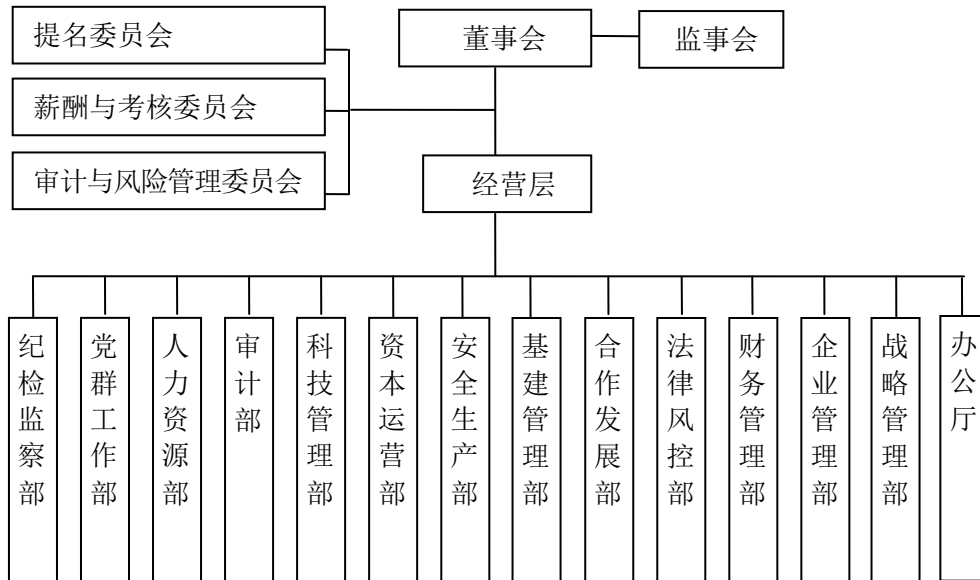 提名委员会
董事会
监事会
薪酬与考核委员会
审计与风险管理委员会
经营层
纪检监察部
党群工作部
人力资源部
审计部
科技管理部
资本运营部
安全生产部
基建管理部
合作发展部
法律风控部
财务管理部
企业管理部
战略管理部
办公厅